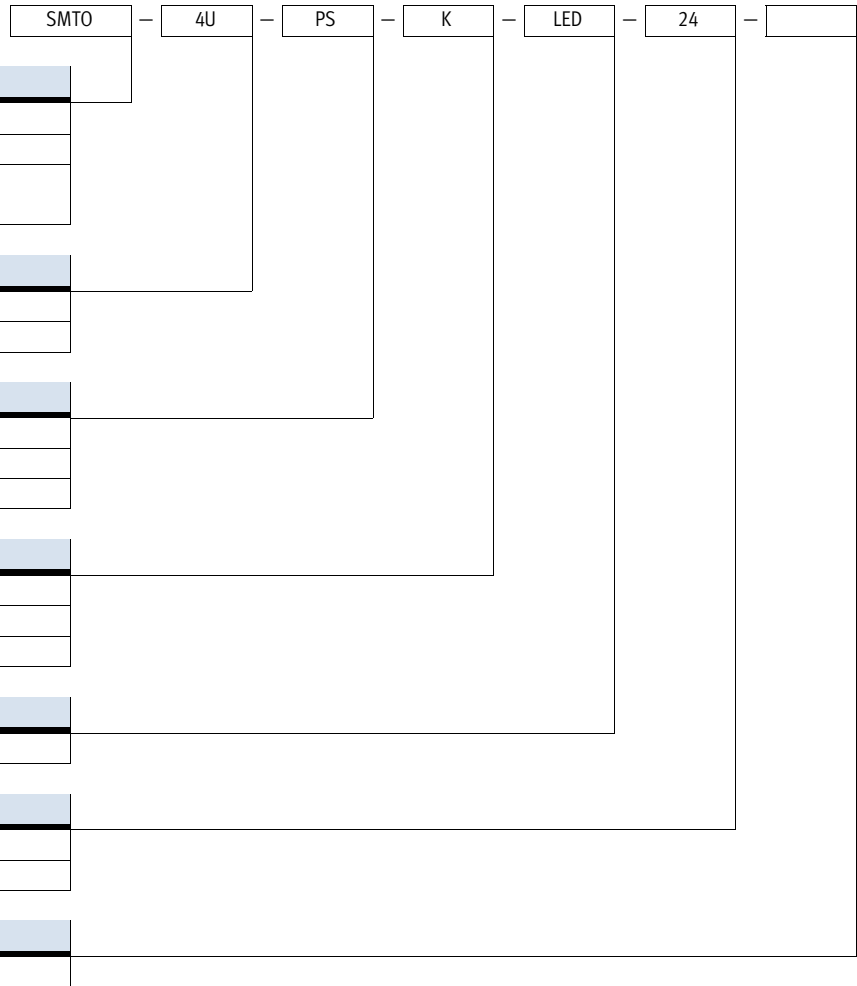 SMTO – 4U – PS – K – LED – 24 –